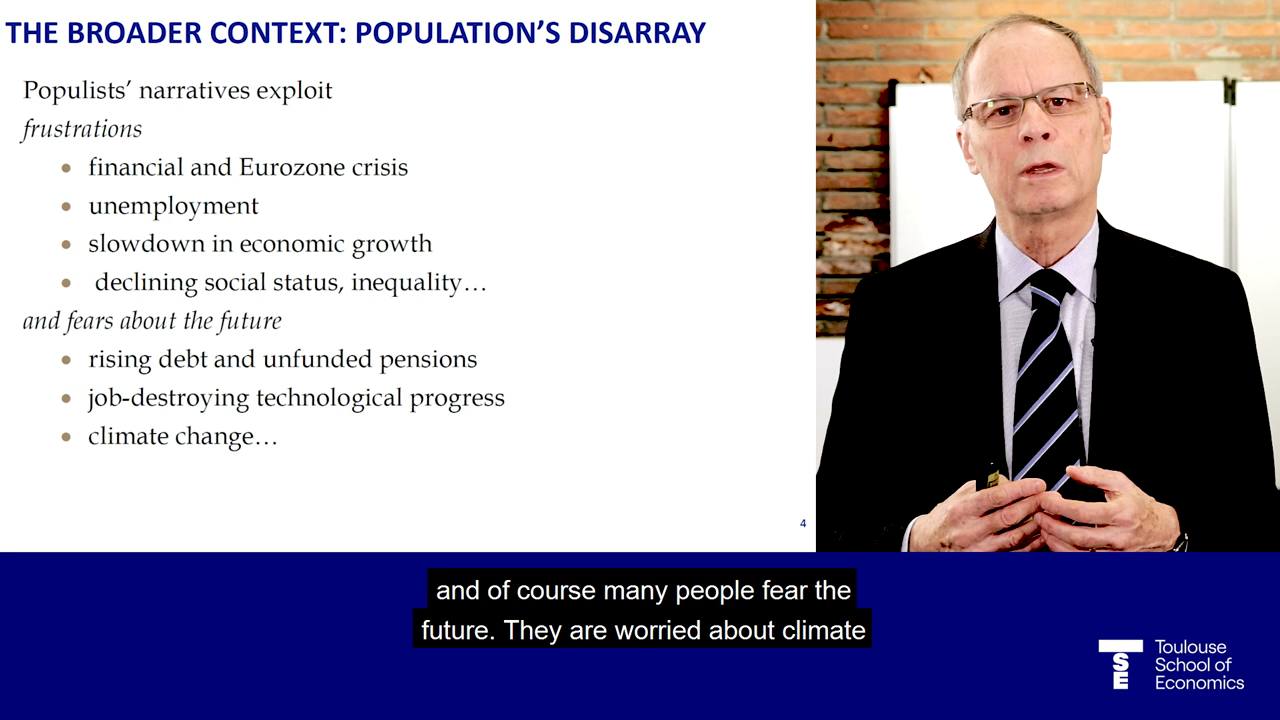 THE BROADER CONTEXT: POPULATION'S DISARRAY
Populists' narratives exploit
frustrations
• financial and Eurozone crisis
• unemployment
• slowdown in economic growth
• declining social status, inequality…
and fears about the future
• rising debt and unfunded pensions
• job-destroying technological progress
• climate change…
4
and of course many people fear the
future. They are worried about climate
TSE
Toulouse
School of
Economics